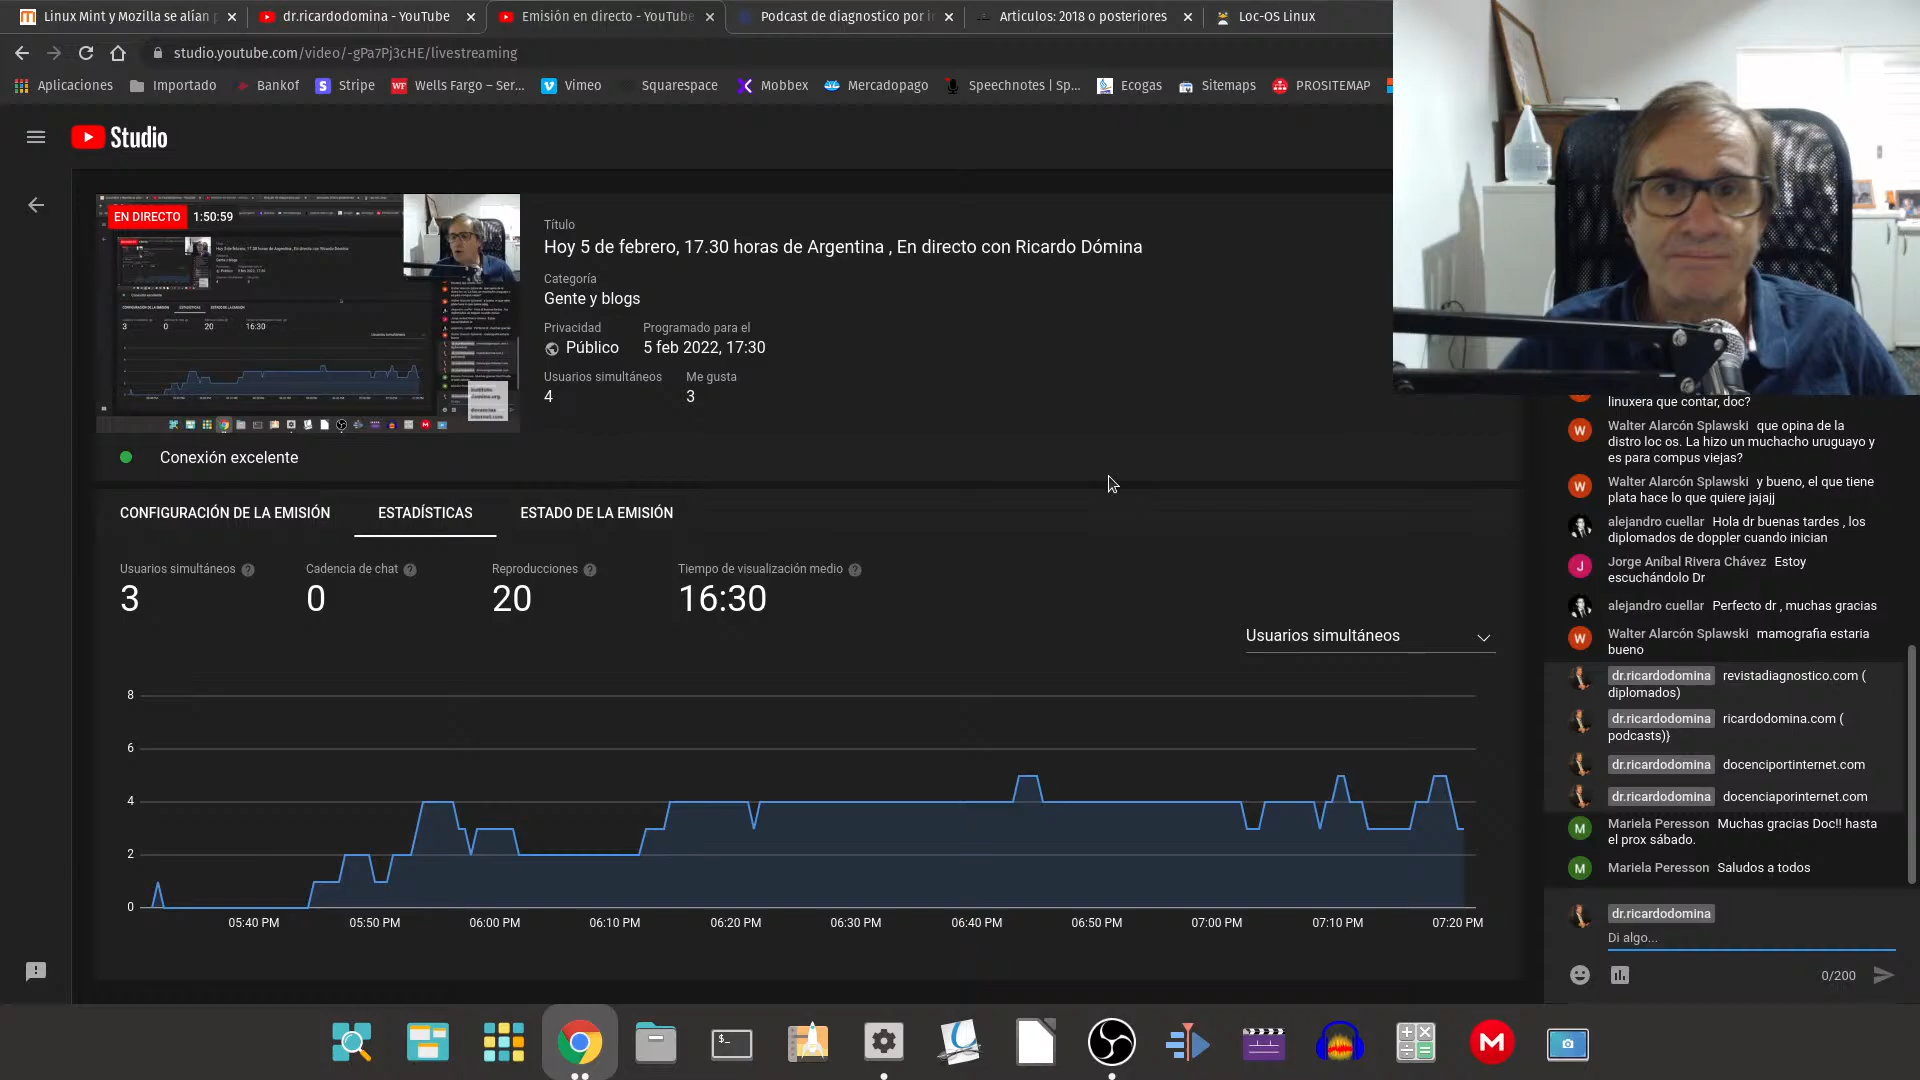 Linux Mint y Mozilla se alían
dr.ricardodomina - YouTube
Emisión en directo - YouTube
Podcast de diagnostico por i
Articulos: 2018 o posteriores
Loc-OS Linux
studio.youtube.com/video/-gPa7Pj3cHE/livestreaming
Aplicaciones
Importado
Bankof
Stripe
Wells Fargo – Ser...
Vimeo
Squarespace
Mobbex
Mercadopago
Speechnotes | Sp...
Ecogas
Sitemaps
PROSITEMAP
Studio
EN DIRECTO 1:50:59
Título
Hoy 5 de febrero, 17.30 horas de Argentina , En directo con Ricardo Dómina
Categoría
Gente y blogs
Privacidad
Programado para el
Público
5 feb 2022, 17:30
Usuarios simultáneos
Me gusta
4
3
Conexión excelente
CONFIGURACIÓN DE LA EMISIÓN
ESTADÍSTICAS
ESTADO DE LA EMISIÓN
Usuarios simultáneos
Cadencia de chat
Reproducciones
Tiempo de visualización medio
3
0
20
16:30
Usuarios simultáneos
8
6
4
2
0
05:40 PM
05:50 PM
06:00 PM
06:10 PM
06:20 PM
06:30 PM
06:40 PM
06:50 PM
07:00 PM
07:10 PM
07:20 PM
linuxera que contar, doc?
Walter Alarcón Splawski que opina de la
distro loc os. La hizo un muchacho uruguayo y
es para compus viejas?
Walter Alarcón Splawski y bueno, el que tiene
plata hace lo que quiere jajajj
alejandro cuellar Hola dr buenas tardes , los
diplomados de doppler cuando inician
Jorge Aníbal Rivera Chávez Estoy
escuchándolo Dr
alejandro cuellar Perfecto dr , muchas gracias
Walter Alarcón Splawski mamografia estaria
bueno
dr.ricardodomina revistadiagnostico.com (
diplomados)
dr.ricardodomina ricardodomina.com (
podcasts)}
dr.ricardodomina docenciportinternet.com
dr.ricardodomina docenciaporinternet.com
Mariela Peresson Muchas gracias Doc!! hasta
el prox sábado.
Mariela Peresson Saludos a todos
dr.ricardodomina
Di algo...
0/200